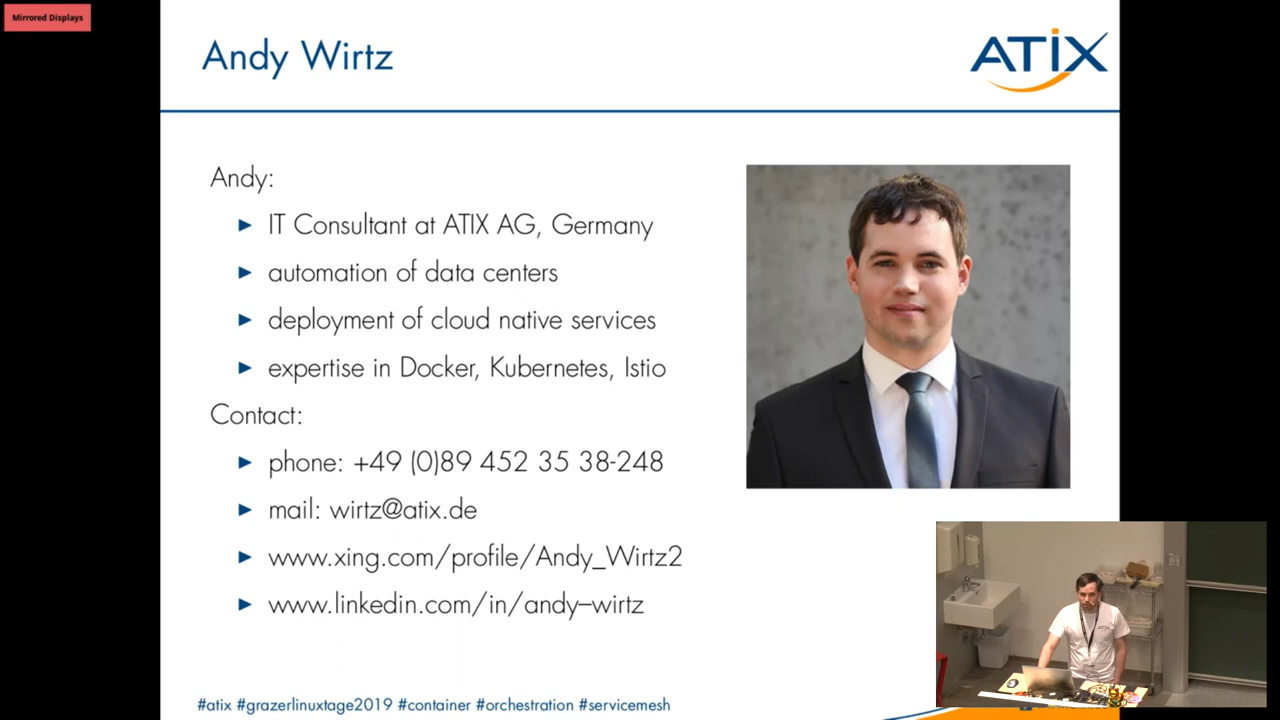 Mirrored Displays
Andy Wirtz
ATIX
Andy:
IT Consultant at ATIX AG, Germany
automation of data centers
deployment of cloud native services
expertise in Docker, Kubernetes, Istio
Contact:
phone: +49 (0)89 452 35 38-248
mail: wirtz@atix.de
www.xing.com/profile/Andy_Wirtz2
www.linkedin.com/in/andy–wirtz
ATIX
#atix #grazerlinuxtage2019 #container #orchestration #servicemesh